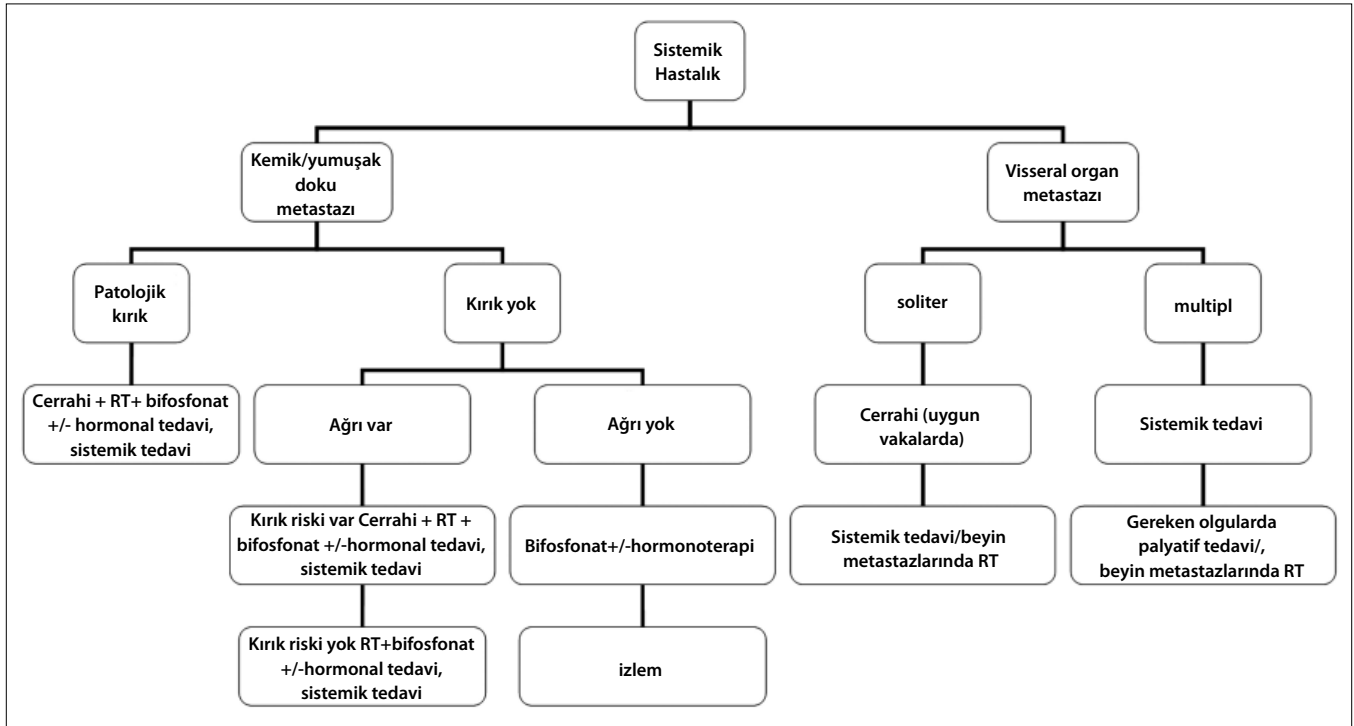 Sistemik
Hastalık
Kemik/yumuşak
doku
metastazı
Visseral organ
metastazı
Patolojik
kırık
Kırık yok
soliter
multipl
Cerrahi + RT+ bifosfonat
+/- hormonal tedavi,
sistemik tedavi
Ağrı var
Ağrı yok
Cerrahi (uygun
vakalarda)
Sistemik tedavi
Kırık riski var Cerrahi + RT +
bifosfonat +/-hormonal tedavi,
sistemik tedavi
Bifosfonat+/-hormonoterapi
Sistemik tedavi/beyin
metastazlarında RT
Gereken olgularda
palyatif tedavi/,
beyin metastazlarında RT
Kırık riski yok RT+bifosfonat
+/-hormonal tedavi,
sistemik tedavi
izlem